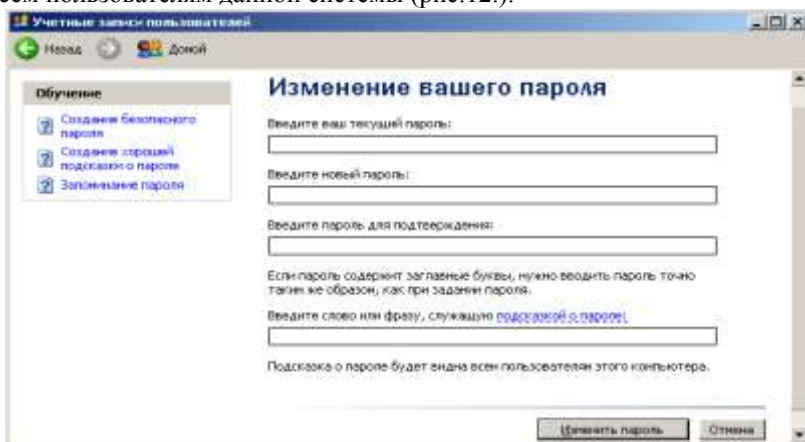 всем пользователям данной системы (рис.12.).
Учетные записи пользователей
Назад
Домой
Обучение
Создание безопасного
пароля
Создание хорошей
подсказки о пароле
Запоминание пароля
Изменение вашего пароля
Введите ваш текущий пароль:
Введите новый пароль:
Введите пароль для подтверждения:
Если пароль содержит заглавные буквы, нужно вводить пароль точно
таким же образом, как при задании пароля.
Введите слово или фразу, служащую подсказкой о пароле:
Подсказка о пароле будет видна всем пользователям этого компьютера.
Изменить пароль
Отмена